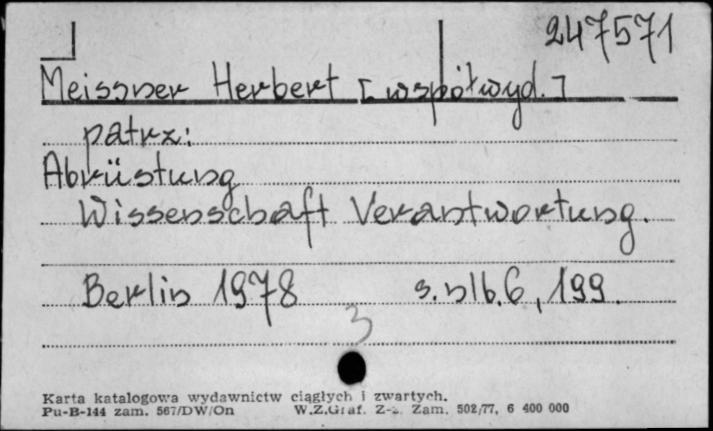 247571
Meissner Herbert [współwyd.]
patrz:
Abrüstung
Wissenschaft Verantwortung.
Berlin 1978 s.nlb.6, 199.
3
Karta katalogowa wydawnictw ciągłych i zwartych.
Pu-B-144 zam. 567/DW/On W.Z.Graf. Z-. Zam. 502/77, 6 400 000